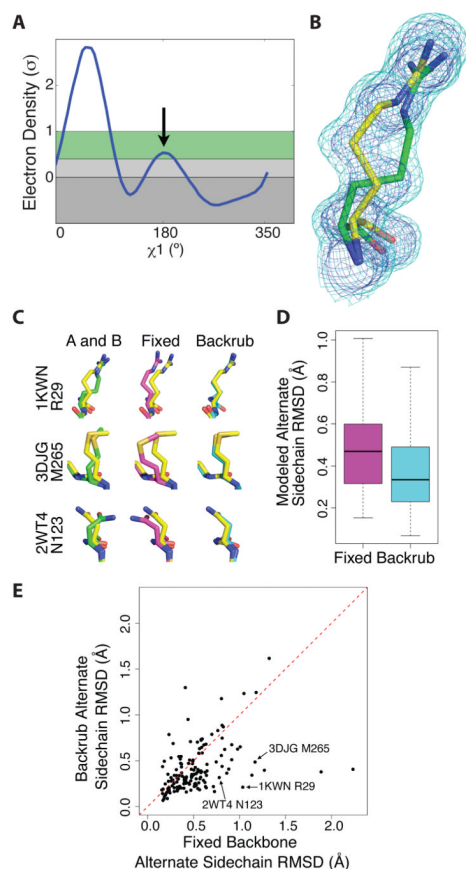 A
Electron Density (σ)
2
1
0
0
180
350
χ1 (°)
B
C
A and B Fixed Backrub
1KWN
R29
3DJG
M265
2WT4
N123
D
Modeled Alternate
Sidechain RMSD (Å)
1.0
0.8
0.6
0.4
0.2
Fixed Backrub
E
Backrub Alternate
Sidechain RMSD (Å)
2.0
1.5
1.0
0.5
0.0
3DJG M265
1KWN R29
2WT4 N123
0.0 0.5 1.0 1.5 2.0
Fixed Backbone
Alternate Sidechain RMSD (Å)